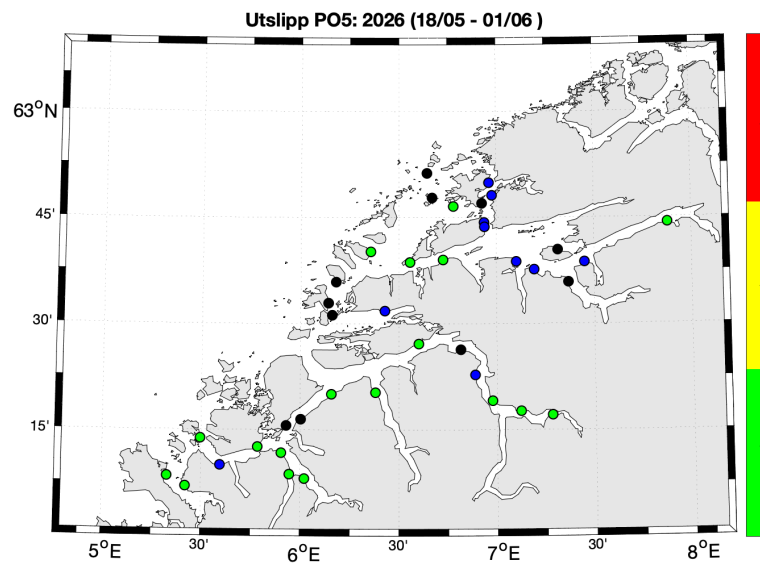 Utslipp PO5: 2026 (18/05 - 01/06 )
63°N
45'
30'
15'
5°E
30'
6°E
30'
7°E
30'
8°E